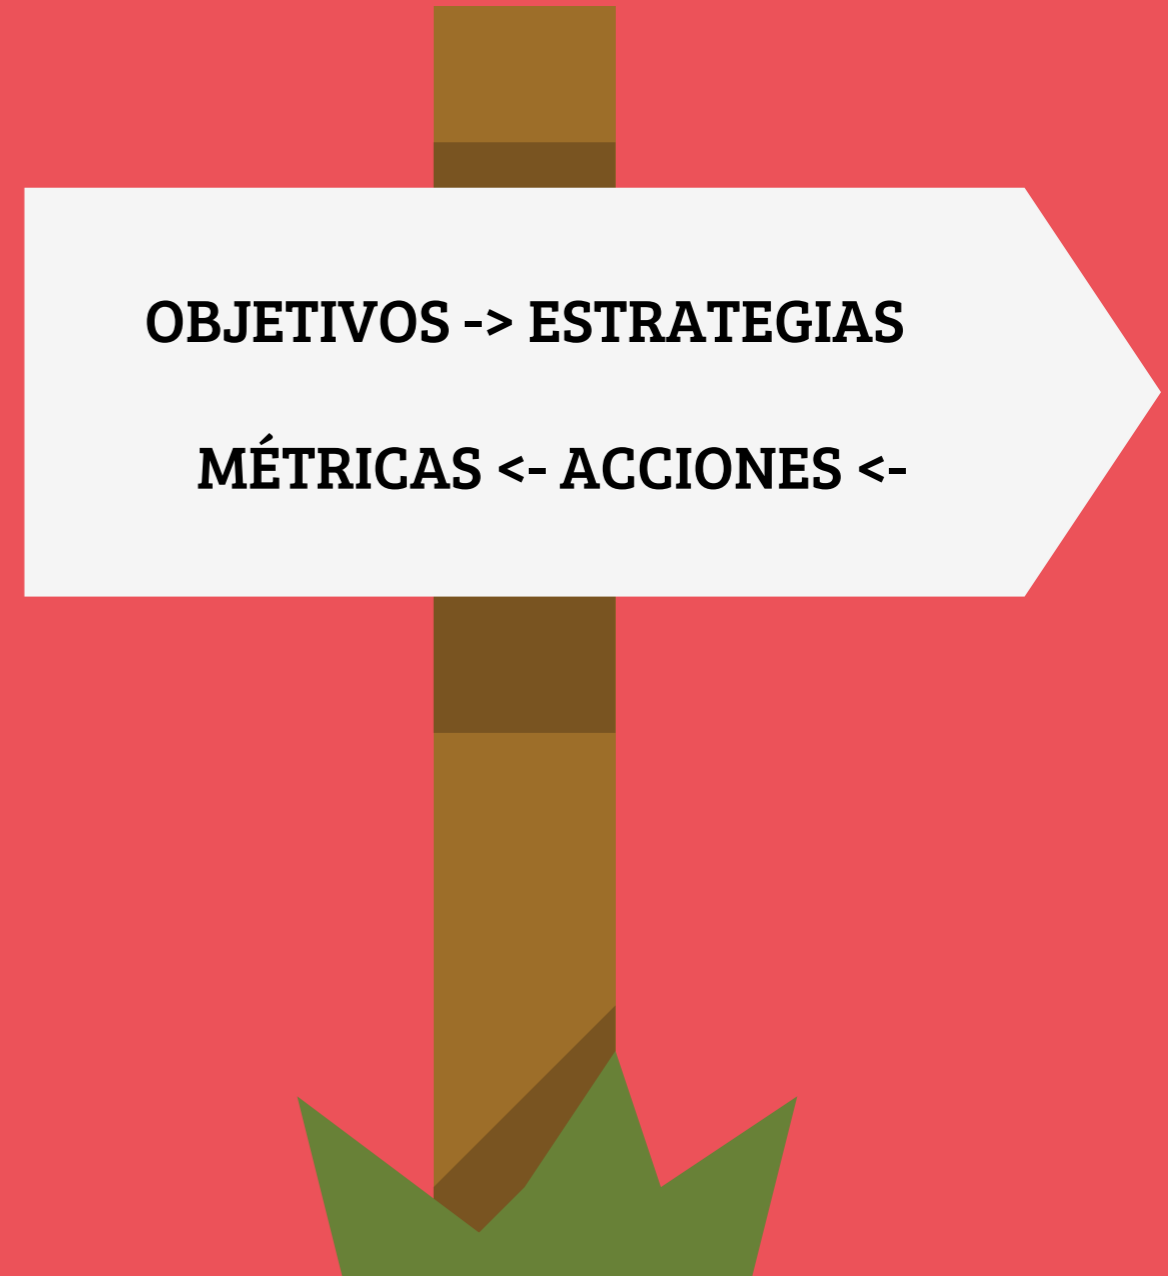 OBJETIVOS -> ESTRATEGIAS
MÉTRICAS <- ACCIONES <-